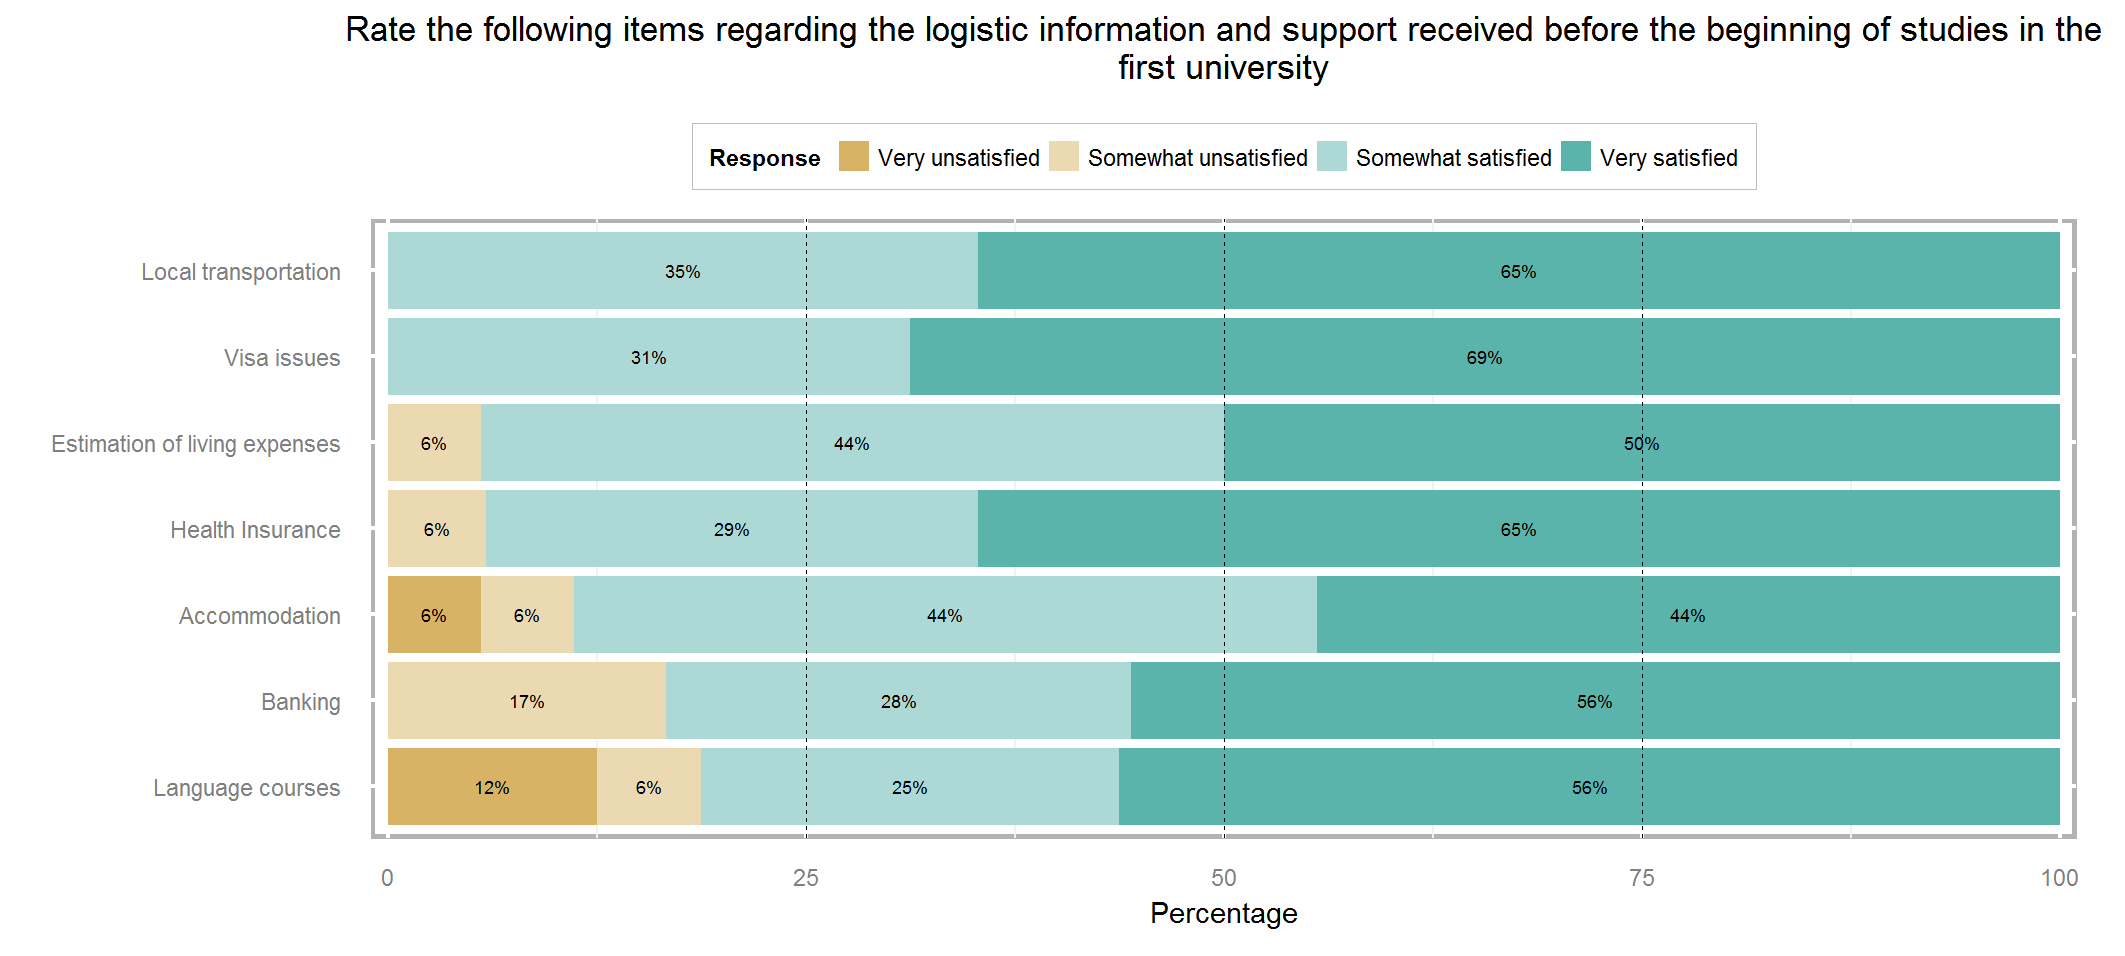 Rate the following items regarding the logistic information and support received before the beginning of studies in the
first university
Response Very unsatisfied Somewhat unsatisfied Somewhat satisfied Very satisfied
Local transportation 35% 65%
Visa issues 31% 69%
Estimation of living expenses 6% 44% 50%
Health Insurance 6% 29% 65%
Accommodation 6% 6% 44% 44%
Banking 17% 28% 56%
Language courses 12% 6% 25% 56%
0 25 50 75 100
Percentage